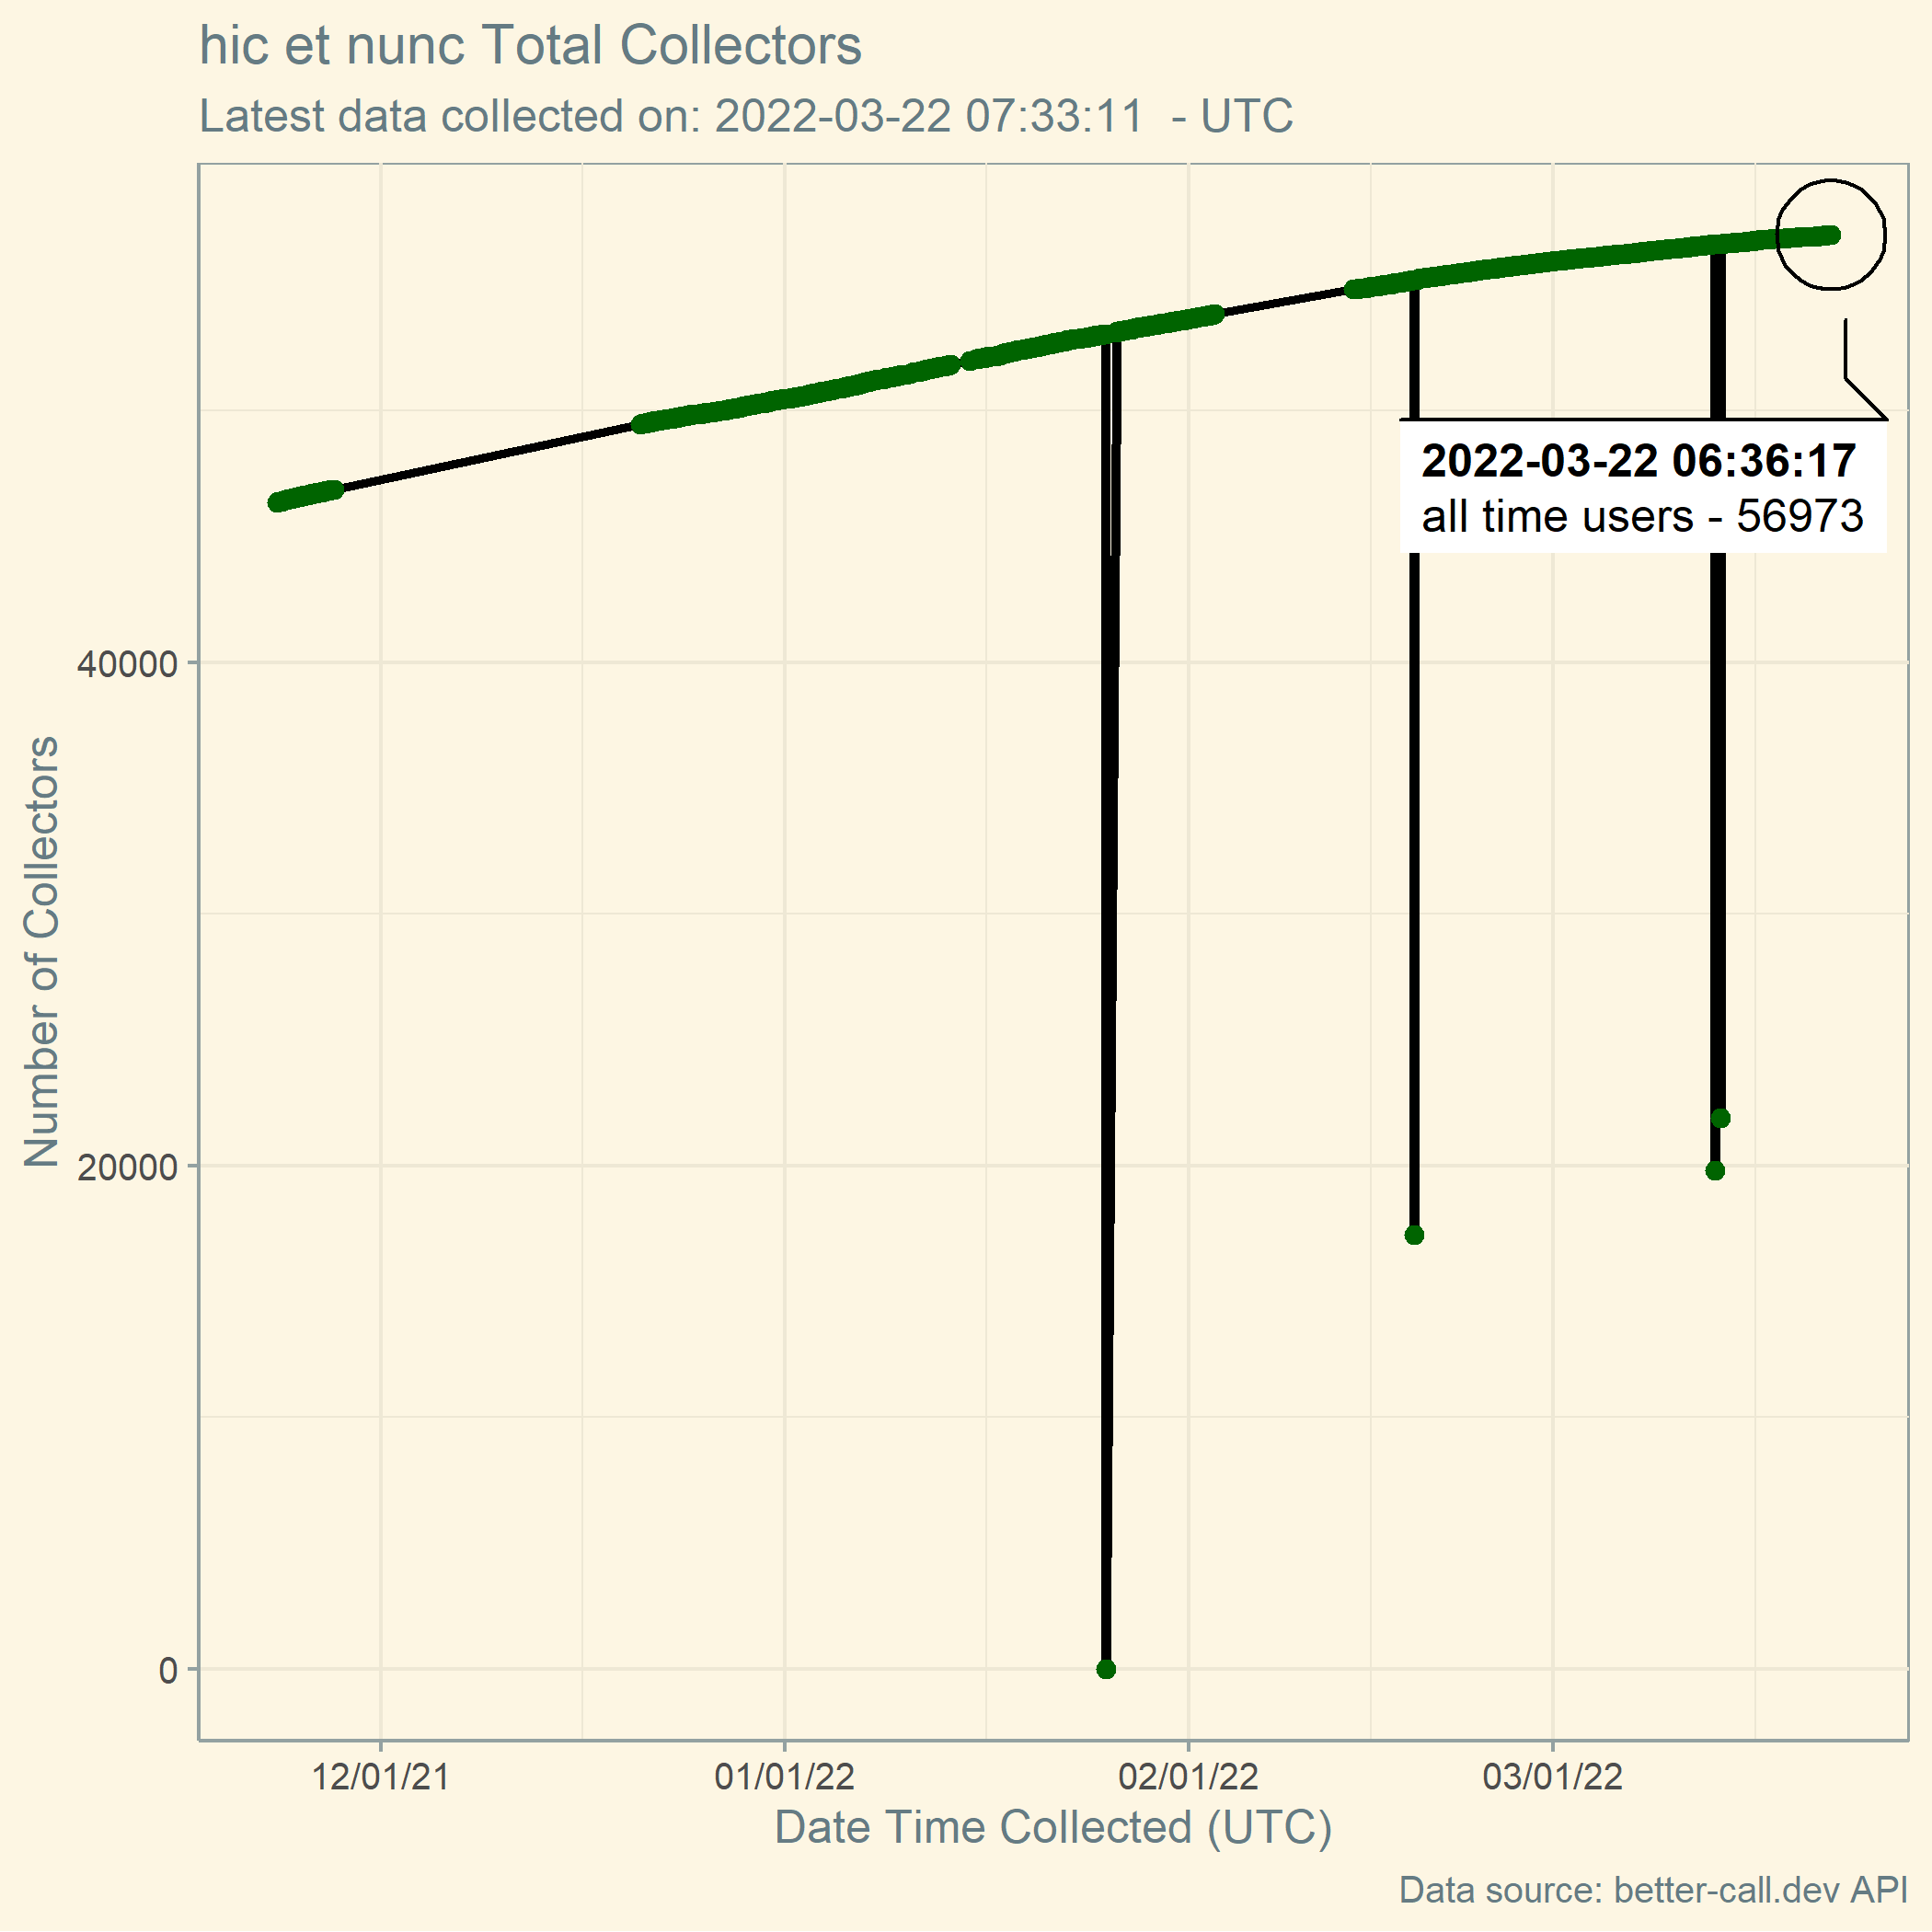 hic et nunc Total Collectors
Latest data collected on: 2022-03-22 07:33:11  - UTC
2022-03-22 06:36:17
all time users - 56973
Number of Collectors
40000
20000
0
12/01/21
01/01/22
02/01/22
03/01/22
Date Time Collected (UTC)
Data source: better-call.dev API